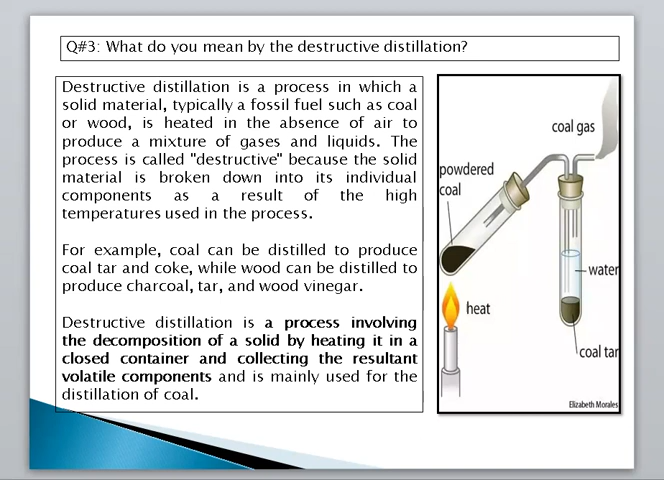 Q#3: What do you mean by the destructive distillation?
Destructive distillation is a process in which a
solid material, typically a fossil fuel such as coal
or wood, is heated in the absence of air to
produce a mixture of gases and liquids. The
process is called "destructive" because the solid
material is broken down into its individual
components as a result of the high
temperatures used in the process.
For example, coal can be distilled to produce
coal tar and coke, while wood can be distilled to
produce charcoal, tar, and wood vinegar.
Destructive distillation is a process involving
the decomposition of a solid by heating it in a
closed container and collecting the resultant
volatile components and is mainly used for the
distillation of coal.
coal gas
powdered
coal
water
heat
coal tar
Elizabeth Morales